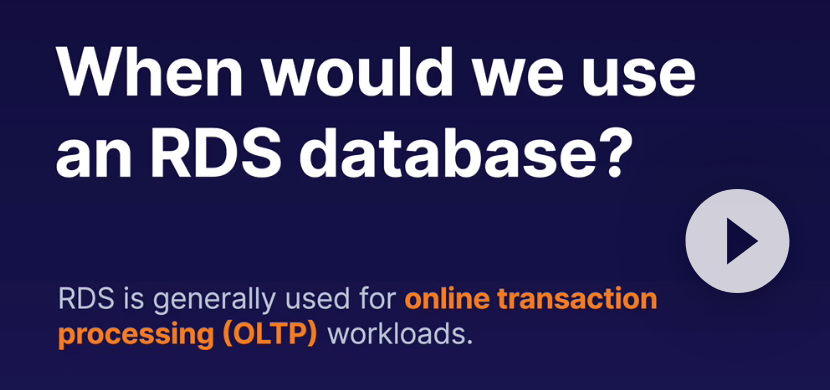 When would we use
an RDS database?
RDS is generally used for online transaction
processing (OLTP) workloads.